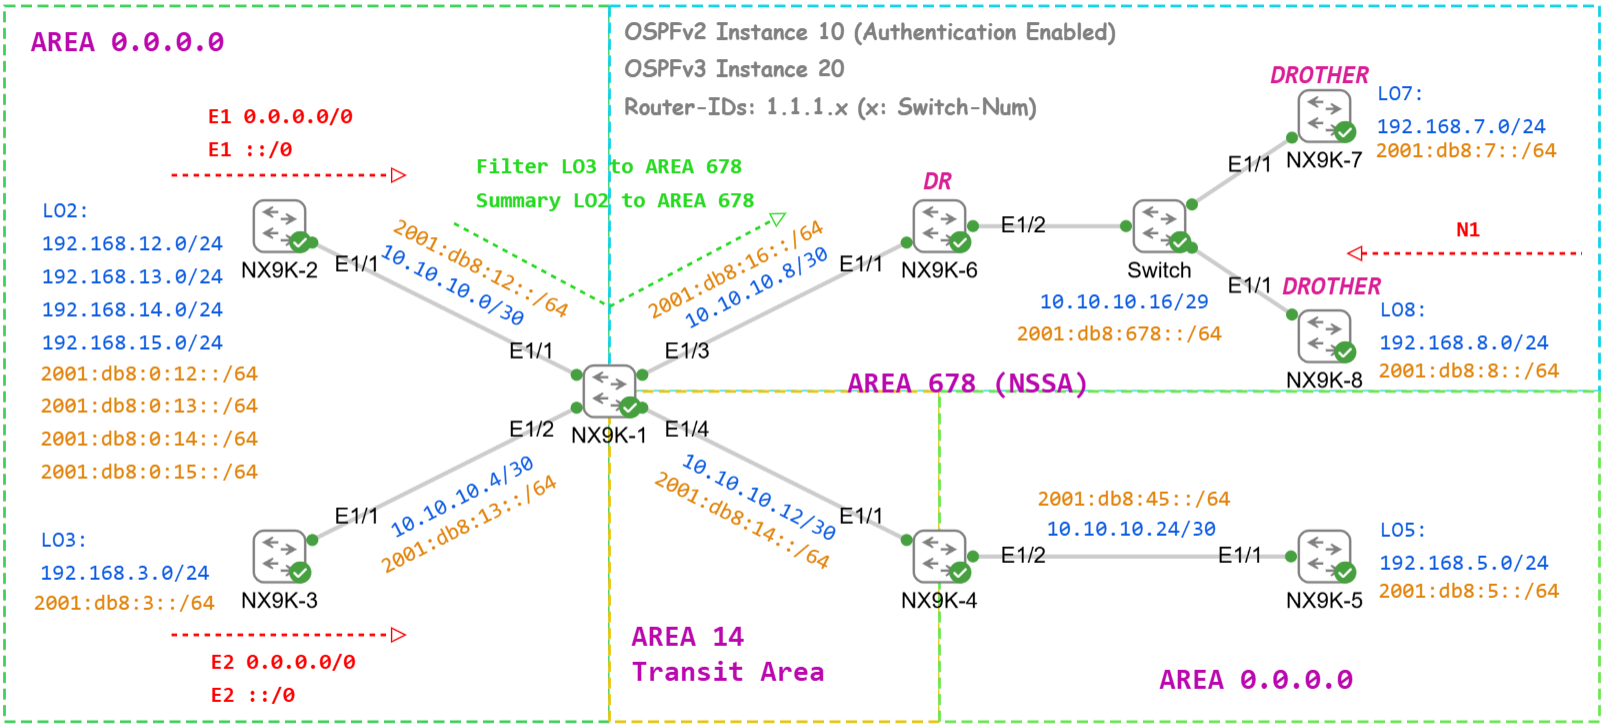 AREA 0.0.0.0
OSPFv2 Instance 10 (Authentication Enabled)
OSPFv3 Instance 20
Router-IDs: 1.1.1.x (x: Switch-Num)
E1 0.0.0.0/0
E1 ::/0
Filter LO3 to AREA 678
Summary LO2 to AREA 678
LO2:
192.168.12.0/24
192.168.13.0/24
192.168.14.0/24
192.168.15.0/24
2001:db8:0:12::/64
2001:db8:0:13::/64
2001:db8:0:14::/64
2001:db8:0:15::/64
NX9K-2
E1/1
2001:db8:12::/64
10.10.10.0/30
E1/1
DR
2001:db8:16::/64
10.10.10.8/30
E1/1
NX9K-6
E1/3
E1/2
Switch
10.10.10.16/29
2001:db8:678::/64
DROTHER
LO7:
192.168.7.0/24
2001:db8:7::/64
NX9K-7
E1/1
N1
E1/1
DROTHER
LO8:
192.168.8.0/24
2001:db8:8::/64
NX9K-8
AREA 678 (NSSA)
E1/2
NX9K-1
E1/4
LO3:
192.168.3.0/24
2001:db8:3::/64
NX9K-3
E1/1
10.10.10.4/30
2001:db8:13::/64
E2 0.0.0.0/0
E2 ::/0
10.10.10.12/30
2001:db8:14::/64
E1/1
NX9K-4
E1/2
2001:db8:45::/64
10.10.10.24/30
E1/1
NX9K-5
LO5:
192.168.5.0/24
2001:db8:5::/64
AREA 14
Transit Area
AREA 0.0.0.0